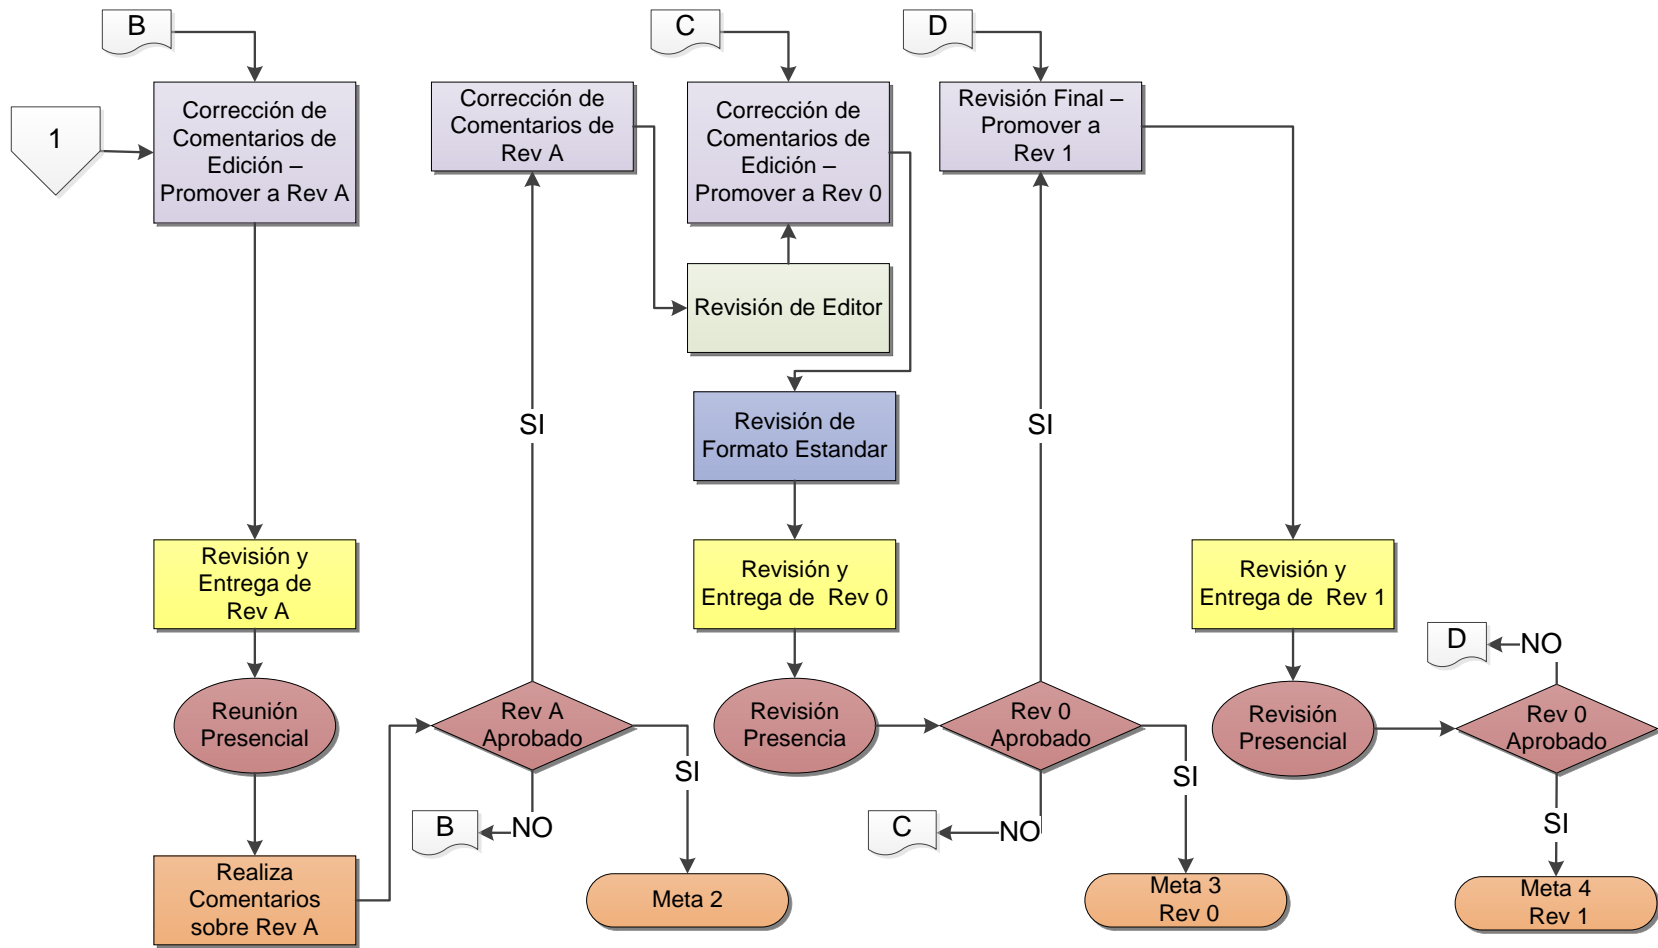 B
1
Corrección de
Comentarios de
Edición –
Promover a Rev A
Revisión y
Entrega de
Rev A
Reunión
Presencial
Realiza
Comentarios
sobre Rev A
Corrección de
Comentarios de
Rev A
SI
Rev A
Aprobado
SI
NO
B
Meta 2
C
Corrección de
Comentarios de
Edición –
Promover a Rev 0
Revisión de Editor
Revisión de
Formato Estandar
Revisión y
Entrega de  Rev 0
Revisión
Presencia
D
Revisión Final –
Promover a
Rev 1
SI
Rev 0
Aprobado
SI
NO
C
Meta 3
Rev 0
Revisión y
Entrega de  Rev 1
Revisión
Presencial
D
NO
Rev 0
Aprobado
SI
Meta 4
Rev 1